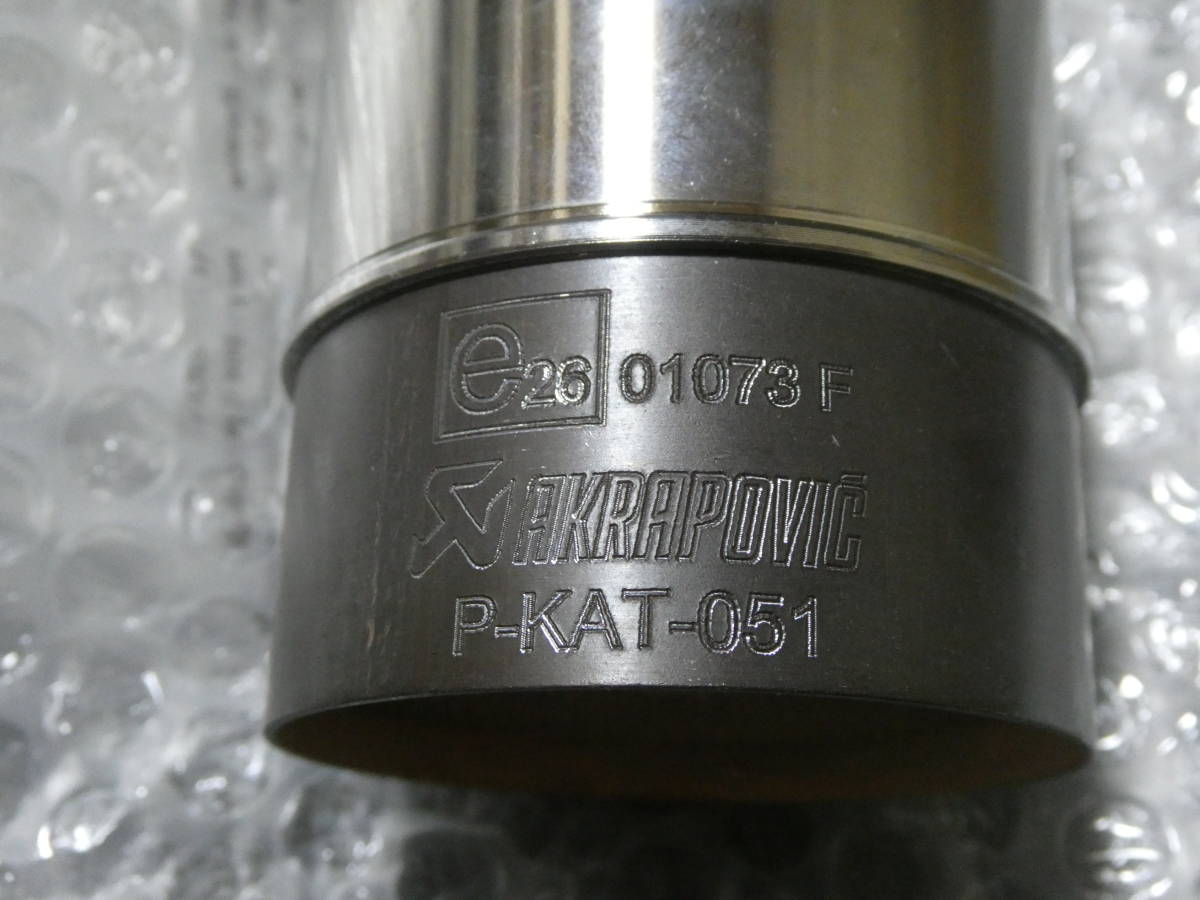 e26 01073 F
AKRAPOVIČ
P-KAT-051